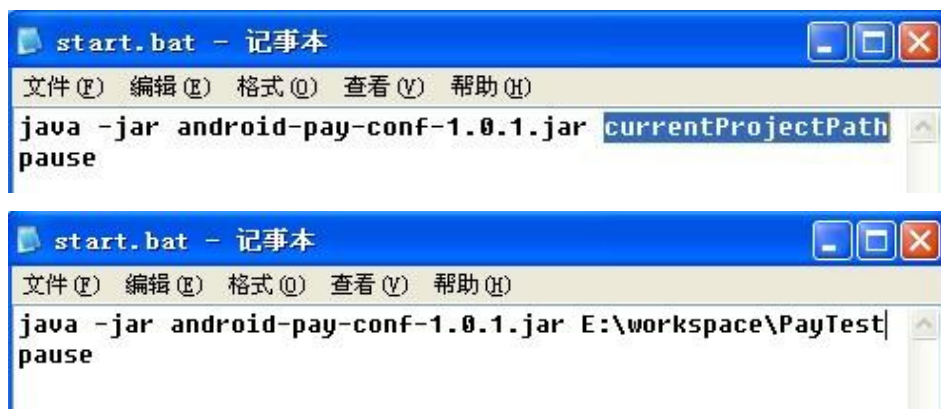 start.bat - 记事本
文件(F) 编辑(E) 格式(O) 查看(V) 帮助(H)
java -jar android-pay-conf-1.0.1.jar currentProjectPath
pause
start.bat - 记事本
文件(F) 编辑(E) 格式(O) 查看(V) 帮助(H)
java -jar android-pay-conf-1.0.1.jar E:\workspace\PayTest
pause